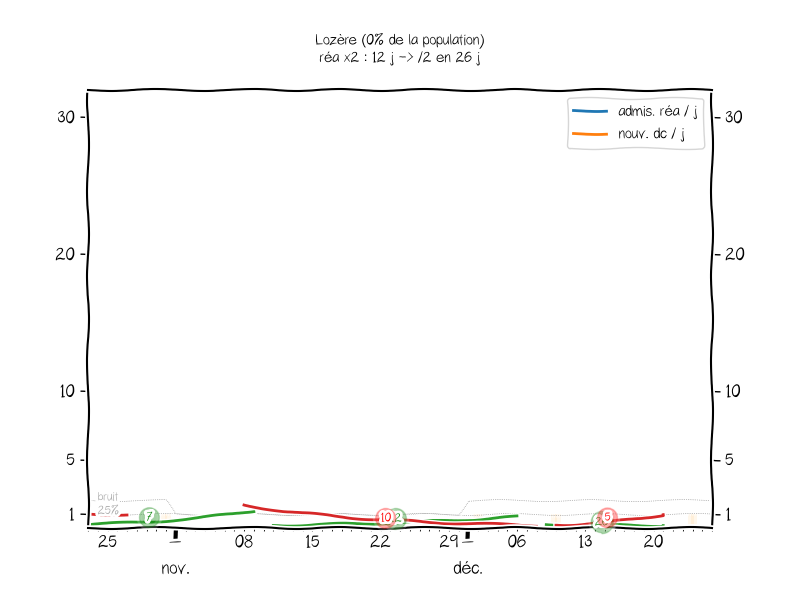 Lozère (0% de la population)
réa x2 : 12 j -> /2 en 26 j
admis. réa / j
nouv. dc / j
30 30
20 20
10 10
5 5
bruit
25%
1 7 10 2 5 1
25 08 15 22 29 06 13 20
nov. déc.